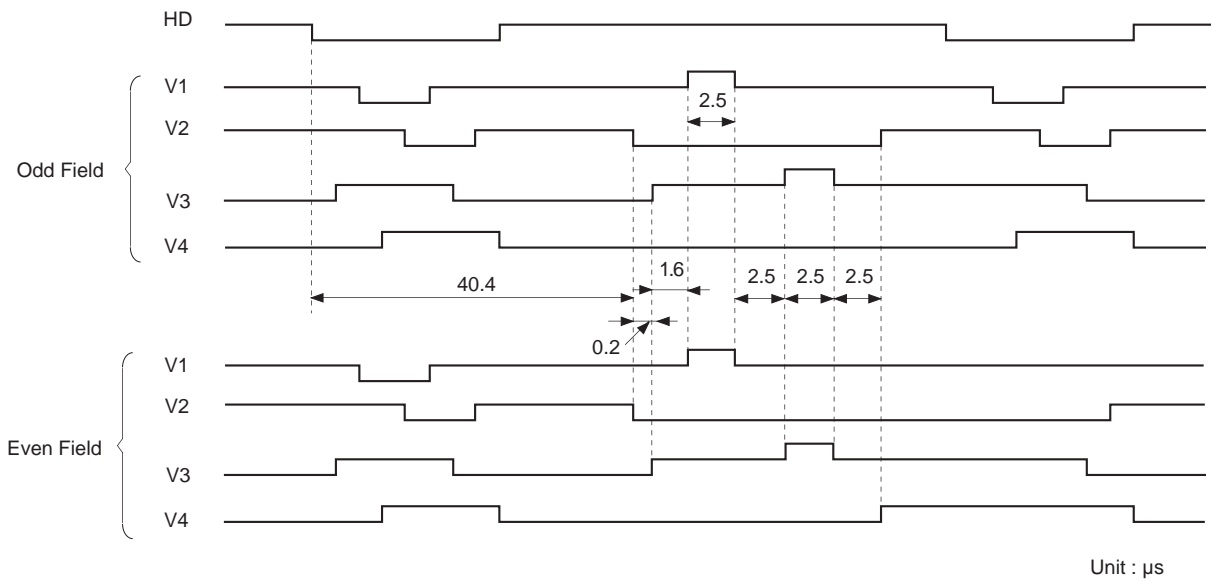 HD
V1
2.5
V2
Odd Field
V3
V4
1.6
2.5 2.5 2.5
40.4
0.2
V1
V2
Even Field
V3
V4
Unit : μs